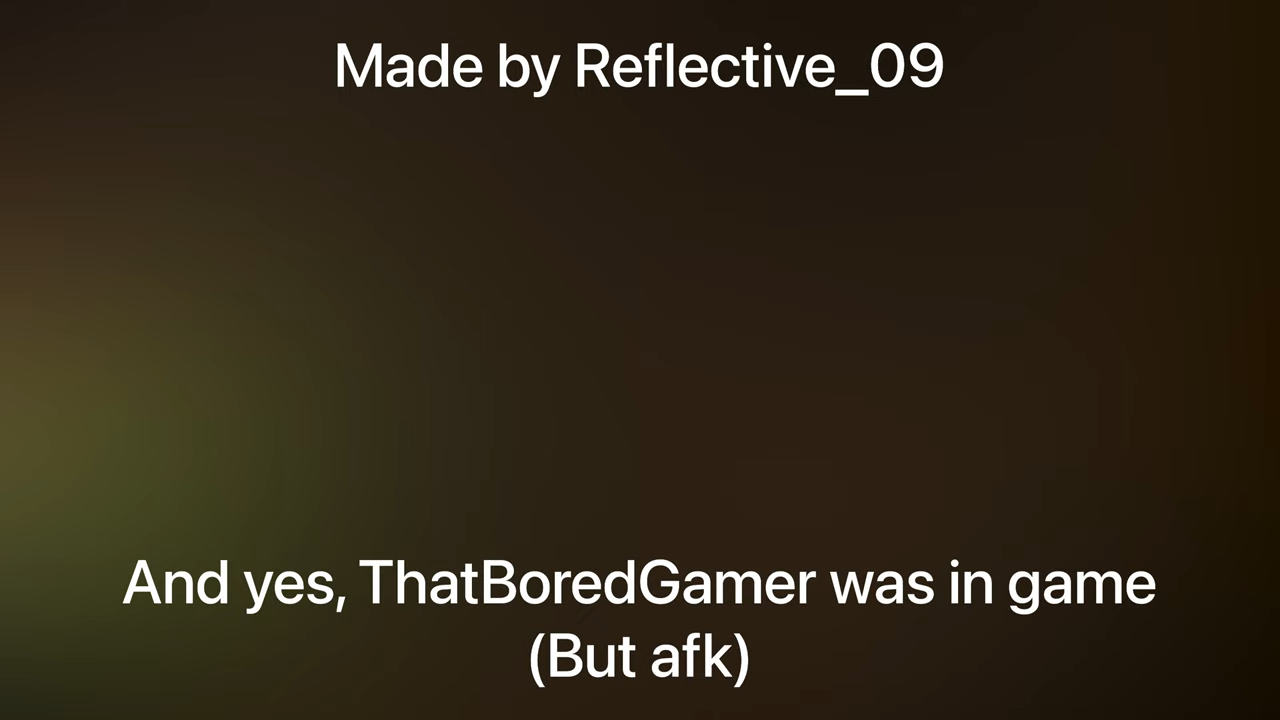 Made by Reflective_09
And yes, ThatBoredGamer was in game
(But afk)